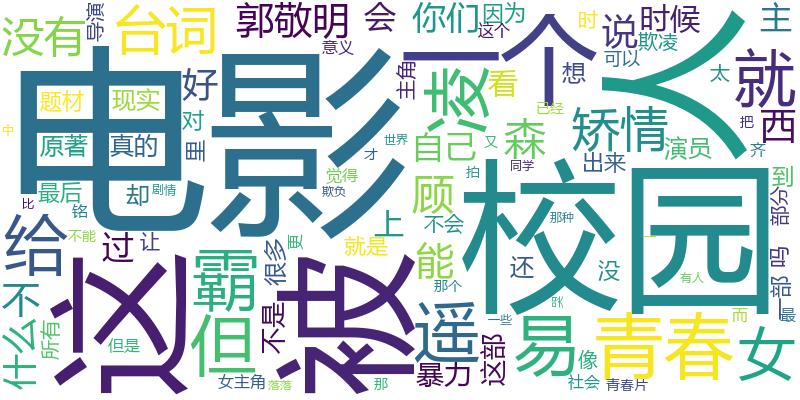 没有
导演
台词
郭敬明
会
你们
因为
这个
时
说
时候
主
意义
一个
人
可以
欺凌
主角
想
太
就
电影
好
题材
现实
凌
看
已经
对
原著
真的
里
世界
自己
森
矫情
演员
西
把
齐
中
才
又
同学
出来
到
觉得
剧情
最后
却
欺负
拍
顾
校园
部分
比
铭
上
不会
那种
给
不能
过
让
很多
更
就是
能
还
没
一
吗
这
霸
被
不是
那个
有人
什么
不
所有
但是
但
遥
一些
易
青春
而
一部
最
女
女主角
落落
那
暴力
这部
像
社会
青春片